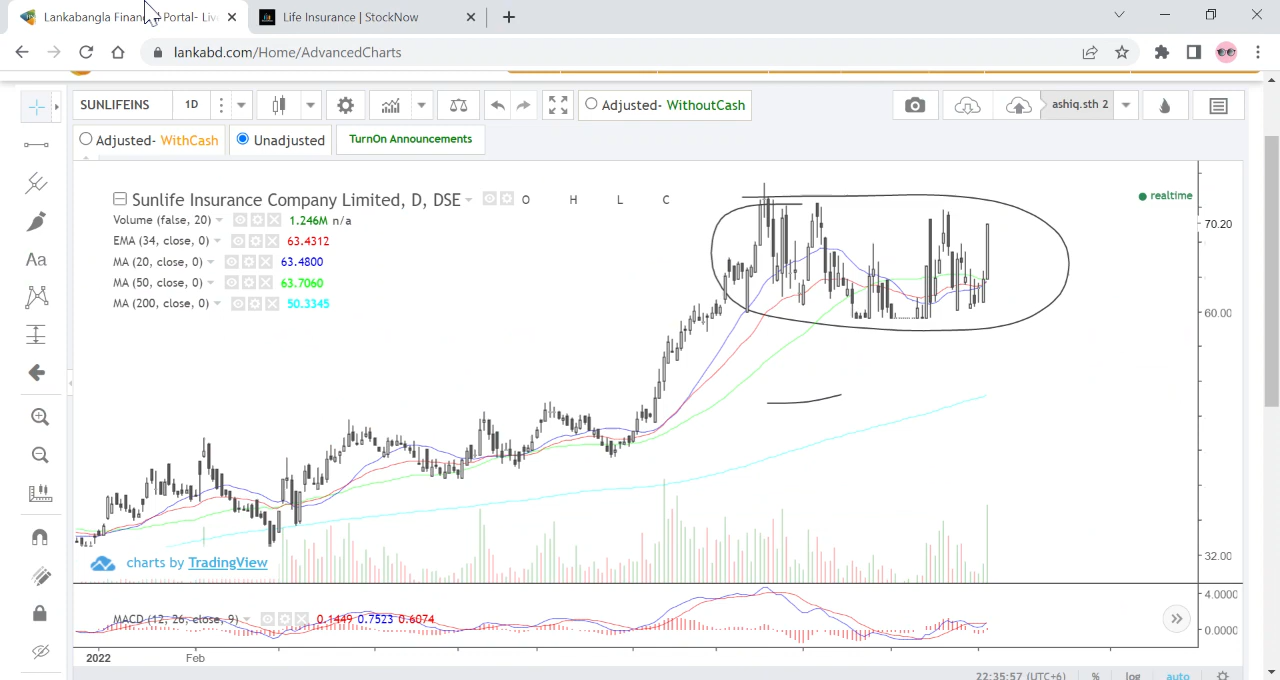 Lankabangla Financ Portal- Liv
Life Insurance | StockNow
lankabd.com/Home/AdvancedCharts
SUNLIFEINS 1D Adjusted- WithoutCash ashiq.sth 2
Adjusted- WithCash Unadjusted TurnOn Announcements
Sunlife Insurance Company Limited, D, DSE O H L C
realtime
Volume (false, 20) 1.246M n/a
70.20
EMA (34, close, 0) 63.4312
MA (20, close, 0) 63.4800
Aa
MA (50, close, 0) 63.7060
MA (200, close, 0) 50.3345
60.00
32.00
charts by TradingView
4.0000
MACD (12, 26, close, 9) 0.1449 0.7523 0.6074
0.0000
2022 Feb
22:35:57 (UTC+6) % log auto